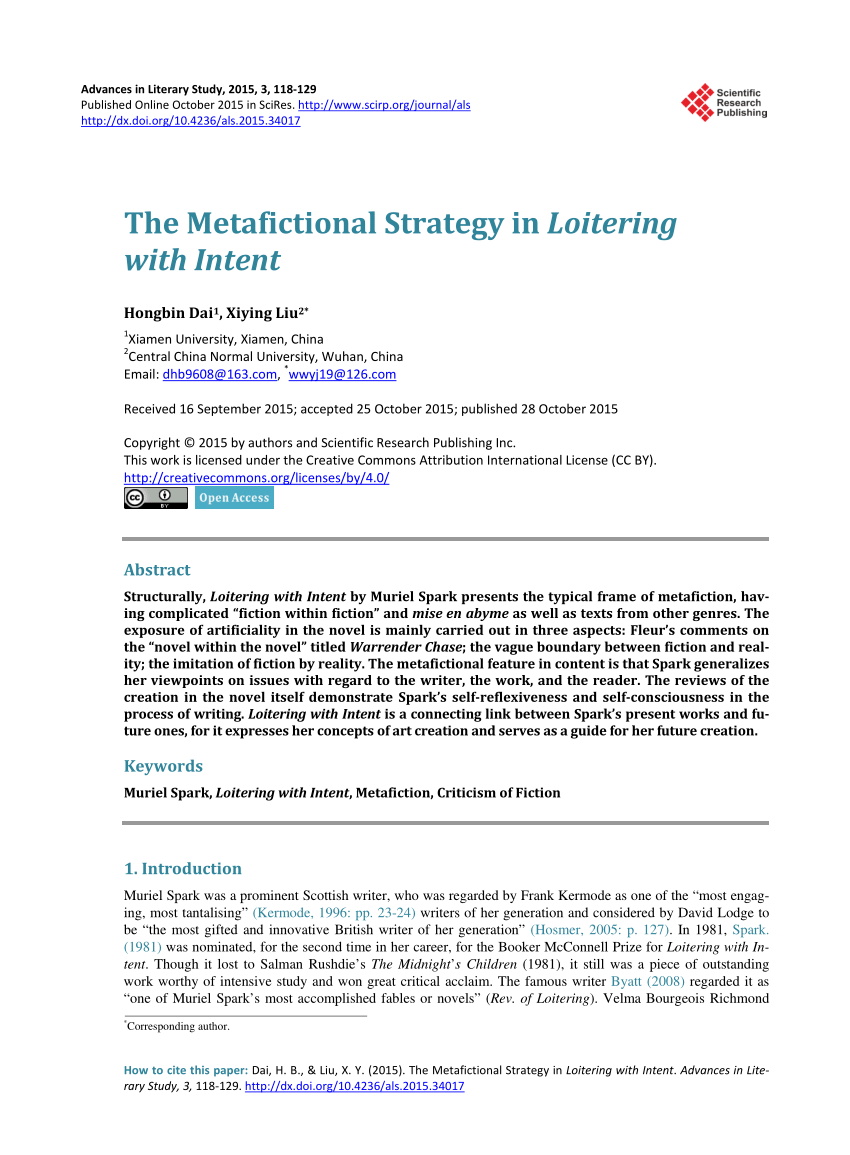 Advances in Literary Study, 2015, 3, 118-129
Published Online October 2015 in SciRes. http://www.scirp.org/journal/als
http://dx.doi.org/10.4236/als.2015.34017
Scientific
Research
Publishing
The Metafictional Strategy in Loitering
with Intent
Hongbin Dai1, Xiying Liu2*
1Xiamen University, Xiamen, China
2Central China Normal University, Wuhan, China
Email: dhb9608@163.com, *wwyj19@126.com
Received 16 September 2015; accepted 25 October 2015; published 28 October 2015
Copyright © 2015 by authors and Scientific Research Publishing Inc.
This work is licensed under the Creative Commons Attribution International License (CC BY).
http://creativecommons.org/licenses/by/4.0/
cc BY Open Access
Abstract
Structurally, Loitering with Intent by Muriel Spark presents the typical frame of metafiction, hav-
ing complicated “fiction within fiction” and mise en abyme as well as texts from other genres. The
exposure of artificiality in the novel is mainly carried out in three aspects: Fleur’s comments on
the “novel within the novel” titled Warrender Chase; the vague boundary between fiction and real-
ity; the imitation of fiction by reality. The metafictional feature in content is that Spark generalizes
her viewpoints on issues with regard to the writer, the work, and the reader. The reviews of the
creation in the novel itself demonstrate Spark’s self-reflexiveness and self-consciousness in the
process of writing. Loitering with Intent is a connecting link between Spark’s present works and fu-
ture ones, for it expresses her concepts of art creation and serves as a guide for her future creation.
Keywords
Muriel Spark, Loitering with Intent, Metafiction, Criticism of Fiction
1. Introduction
Muriel Spark was a prominent Scottish writer, who was regarded by Frank Kermode as one of the “most engag-
ing, most tantalising” (Kermode, 1996: pp. 23-24) writers of her generation and considered by David Lodge to
be “the most gifted and innovative British writer of her generation” (Hosmer, 2005: p. 127). In 1981, Spark.
(1981) was nominated, for the second time in her career, for the Booker McConnell Prize for Loitering with In-
tent. Though it lost to Salman Rushdie’s The Midnight’s Children (1981), it still was a piece of outstanding
work worthy of intensive study and won great critical acclaim. The famous writer Byatt (2008) regarded it as
“one of Muriel Spark’s most accomplished fables or novels” (Rev. of Loitering). Velma Bourgeois Richmond
*Corresponding author.
How to cite this paper: Dai, H. B., & Liu, X. Y. (2015). The Metafictional Strategy in Loitering with Intent. Advances in Lite-
rary Study, 3, 118-129. http://dx.doi.org/10.4236/als.2015.34017